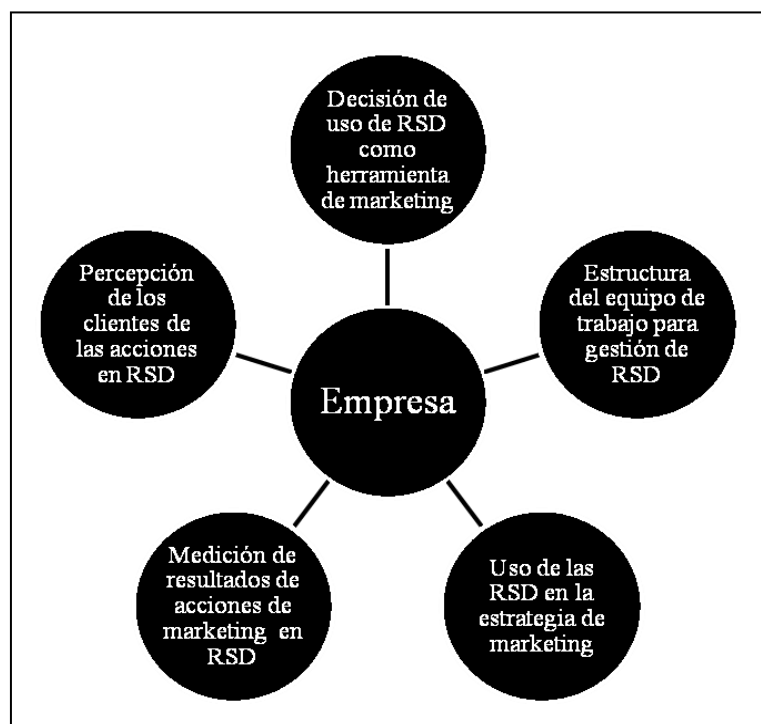 Decisión de
uso de RSD
como
herramienta
de marketing
Percepción
de los
clientes de
las acciones
en RSD
Estructura
del equipo de
trabajo para
gestión de
RSD
Empresa
Medición de
resultados de
acciones de
marketing en
RSD
Uso de las
RSD en la
estrategia de
marketing